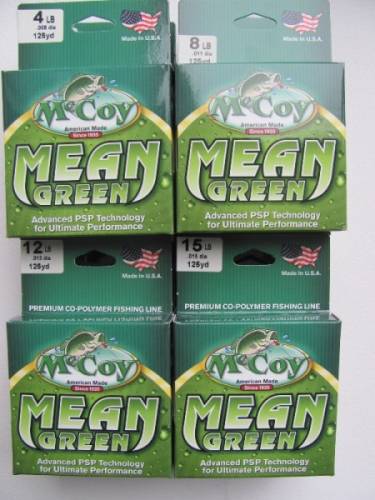 4 LB
.008 dia
125yd
Made in U.S.A.
McCoy
American Made
Since 1935
MEAN
GREEN
Advanced PSP Technology
for Ultimate Performance
8 LB
.011 dia
125yd
Made in U.S.A.
McCoy
American Made
Since 1935
MEAN
GREEN
Advanced PSP Technology
for Ultimate Performance
12 LB
.013 dia
125yd
Made in U.S.A.
PREMIUM CO-POLYMER FISHING LINE
McCoy
American Made
Since 1935
MEAN
GREEN
Advanced PSP Technology
for Ultimate Performance
15 LB
.015 dia
125yd
Made in U.S.A.
PREMIUM CO-POLYMER FISHING LINE
McCoy
American Made
Since 1935
MEAN
GREEN
Advanced PSP Technology
for Ultimate Performance